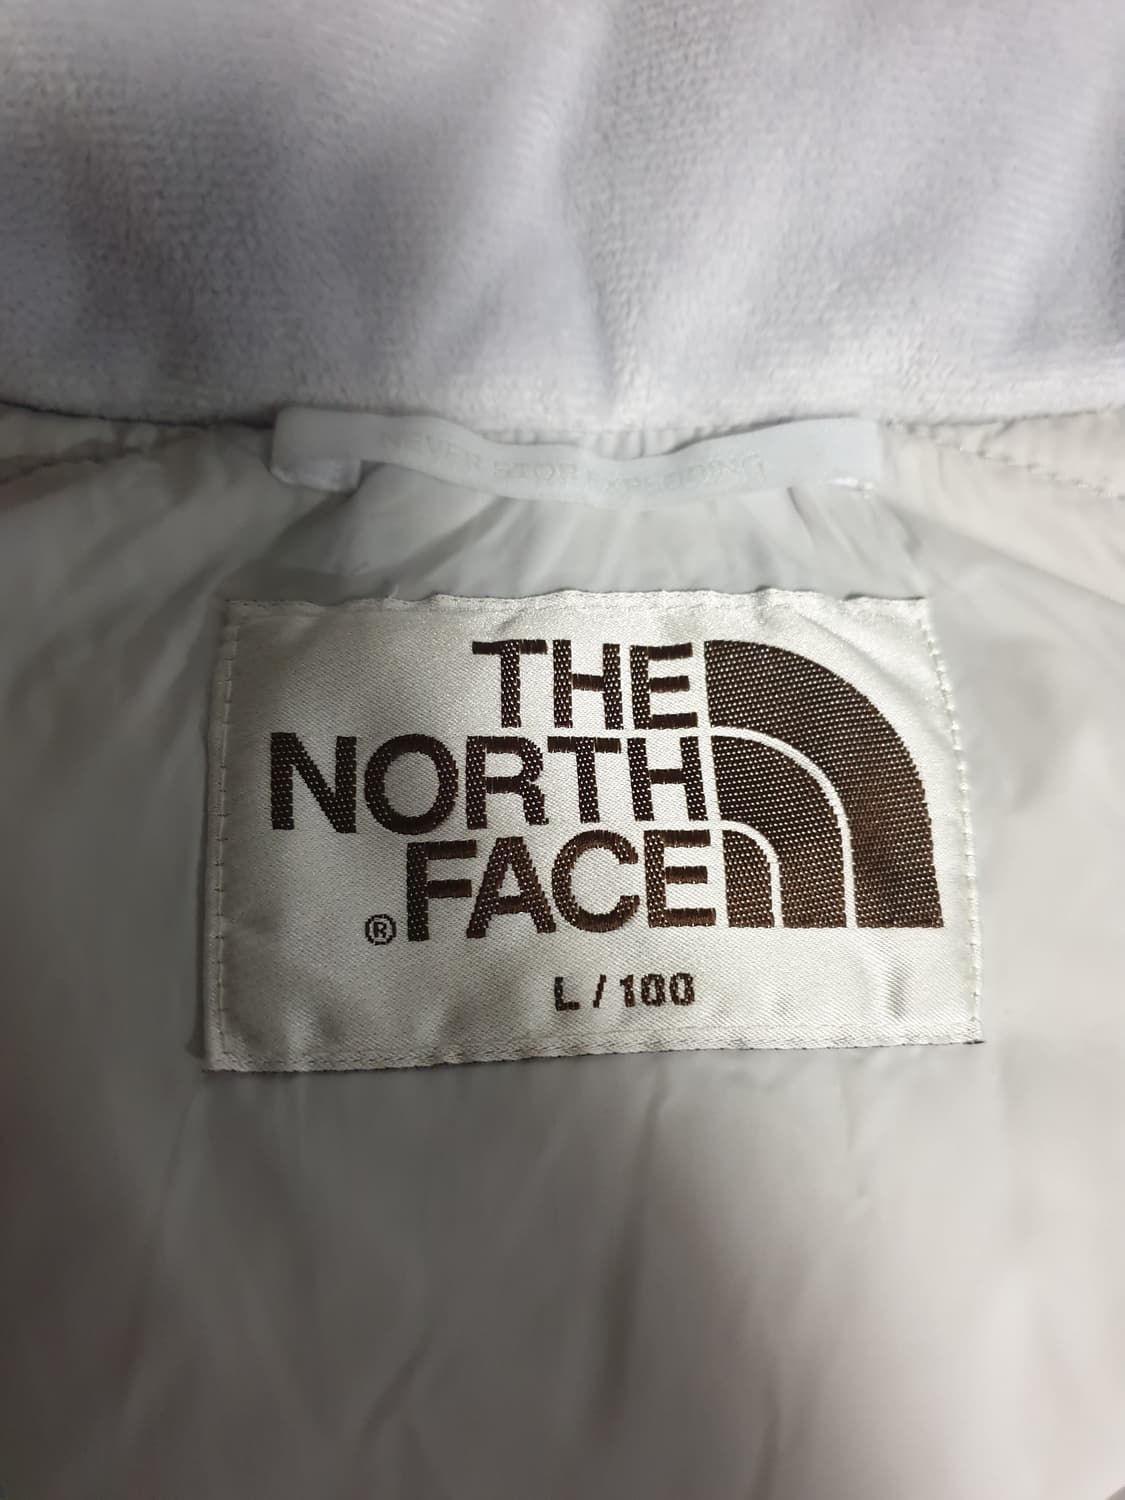 NEVER STOP EXPLORING
THE
NORTH
FACE
®
L / 100